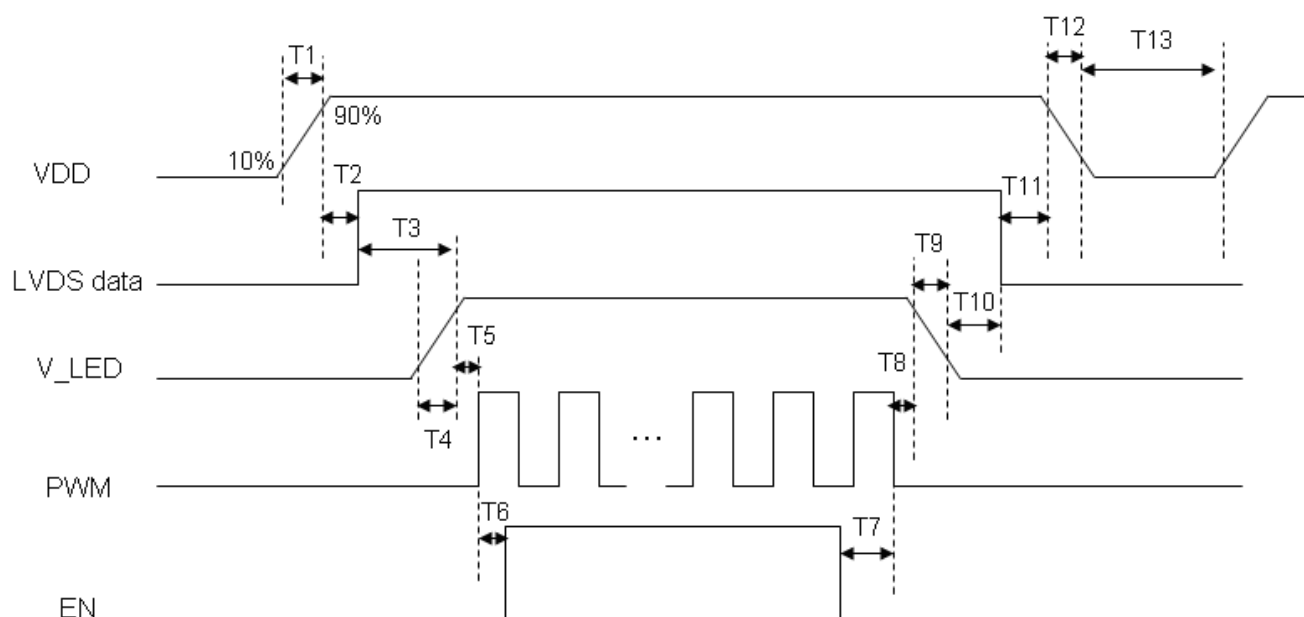 T1
T12
T13
90%
10%
VDD
T2
T11
T3
T9
LVDS data
T10
T5
V_LED
T8
T4
...
PWM
T6
T7
EN